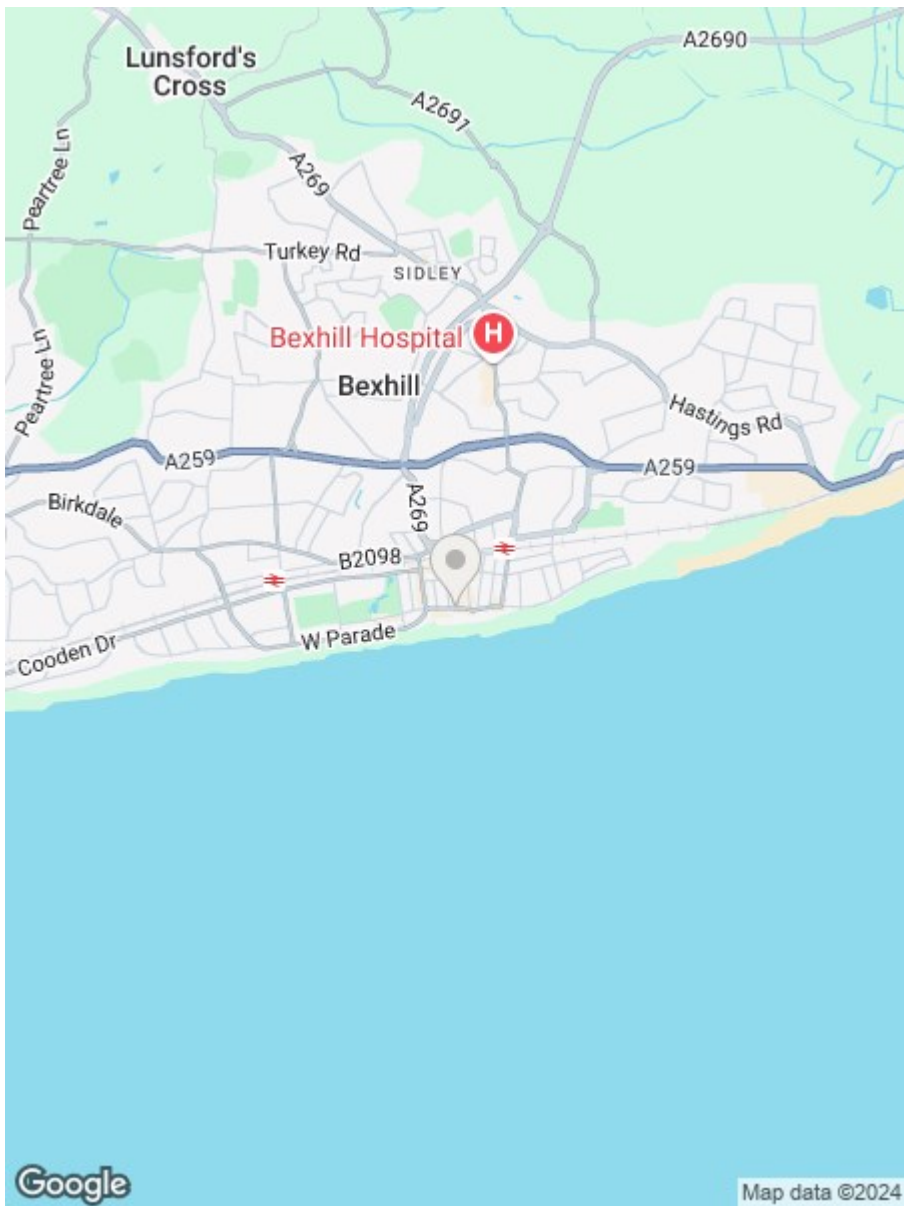 A2690
Lunsford's
Cross
A2691
Peartree Ln
A269
Turkey Rd
SIDLEY
Bexhill Hospital
H
Peartree Ln
Bexhill
Hastings Rd
A259
A259
Birkdale
A269
B2098
W Parade
Cooden Dr
Google
Map data ©2024